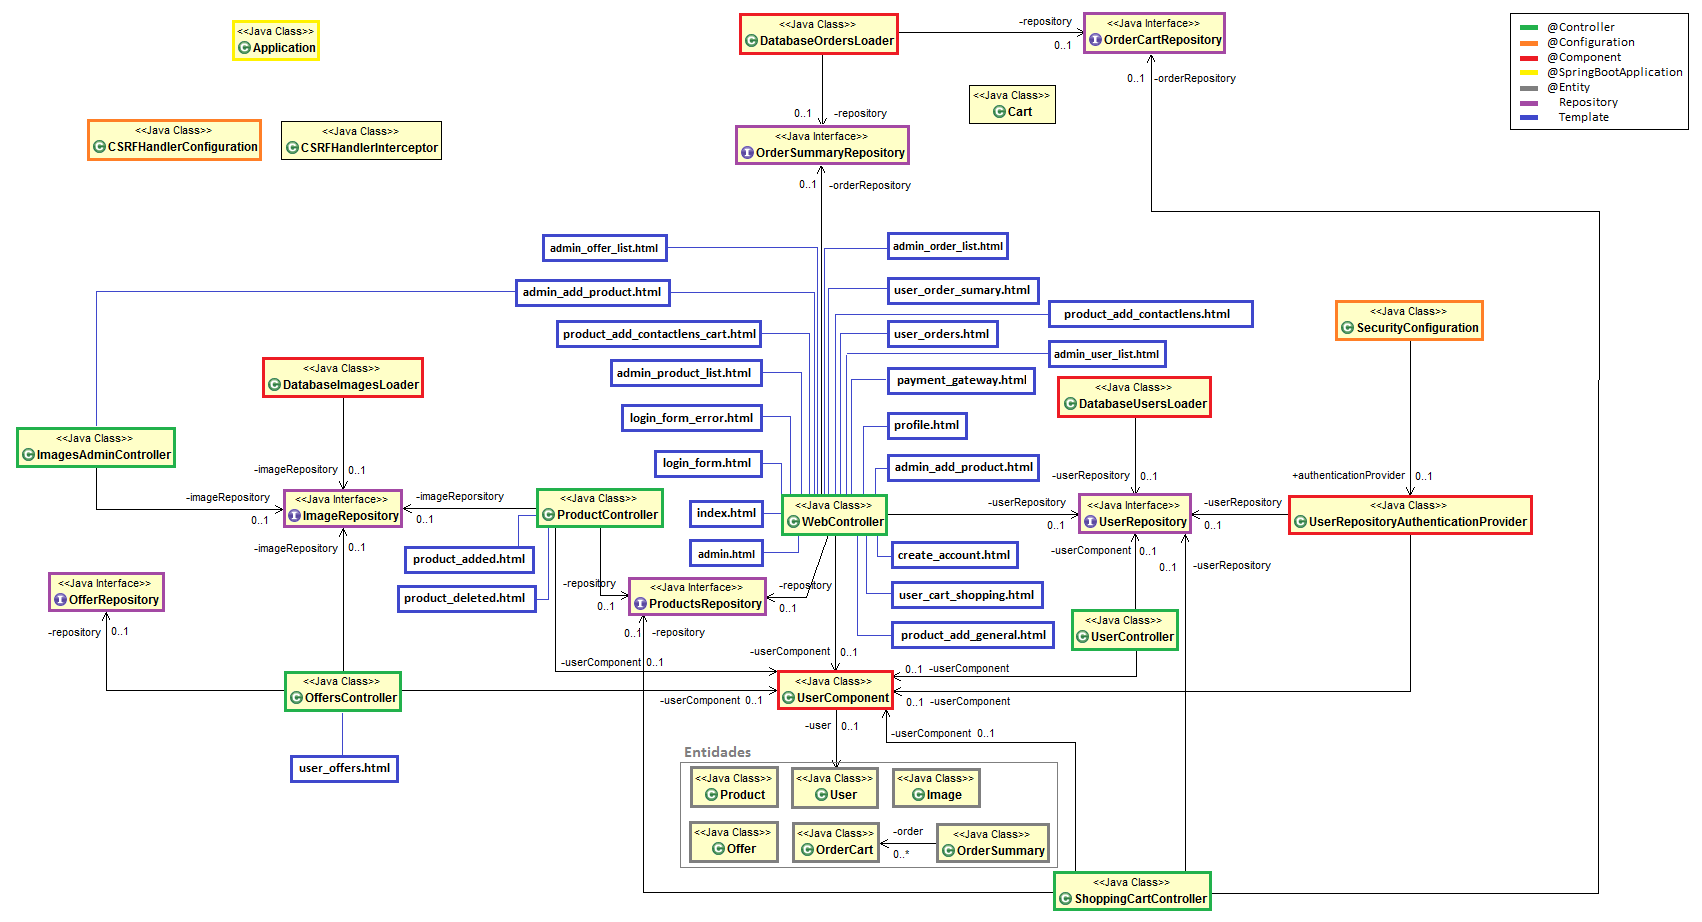 <<Java Class>>
Application
<<Java Class>>
DatabaseOrdersLoader
-repository
0..1
<<Java Interface>>
OrderCartRepository
@Controller
@Configuration
@Component
@SpringBootApplication
@Entity
Repository
Template
0..1
-orderRepository
<<Java Class>>
Cart
0..1
-repository
<<Java Class>>
CSRFHandlerConfiguration
<<Java Class>>
CSRFHandlerInterceptor
<<Java Interface>>
OrderSummaryRepository
0..1
-orderRepository
admin_offer_list.html
admin_order_list.html
admin_add_product.html
user_order_sumary.html
product_add_contactlens.html
product_add_contactlens_cart.html
user_orders.html
<<Java Class>>
SecurityConfiguration
admin_user_list.html
admin_product_list.html
payment_gateway.html
<<Java Class>>
DatabaseImagesLoader
<<Java Class>>
DatabaseUsersLoader
login_form_error.html
profile.html
<<Java Class>>
ImagesAdminController
login_form.html
admin_add_product.html
-imageRepository
0..1
-userRepository
0..1
+authenticationProvider
0..1
-imageRepository
0..1
<<Java Interface>>
ImageRepository
-imageReporsitory
0..1
<<Java Class>>
ProductController
index.html
<<Java Class>>
WebController
-userRepository
0..1
<<Java Interface>>
UserRepository
-userRepository
0..1
<<Java Class>>
UserRepositoryAuthenticationProvider
-imageRepository
0..1
product_added.html
admin.html
create_account.html
-userComponent
0..1
0..1
-userRepository
<<Java Interface>>
OfferRepository
product_deleted.html
-repository
0..1
<<Java Interface>>
ProductsRepository
-repository
0..1
user_cart_shopping.html
-repository
0..1
0..1
-repository
product_add_general.html
<<Java Class>>
UserController
-userComponent
0..1
0..1
0..1
-userComponent
<<Java Class>>
OffersController
-userComponent
0..1
<<Java Class>>
UserComponent
0..1
-userComponent
-user
0..1
-userComponent
0..1
user_offers.html
Entidades
<<Java Class>>
Product
<<Java Class>>
User
<<Java Class>>
Image
<<Java Class>>
Offer
<<Java Class>>
OrderCart
-order
0..*
<<Java Class>>
OrderSummary
<<Java Class>>
ShoppingCartController